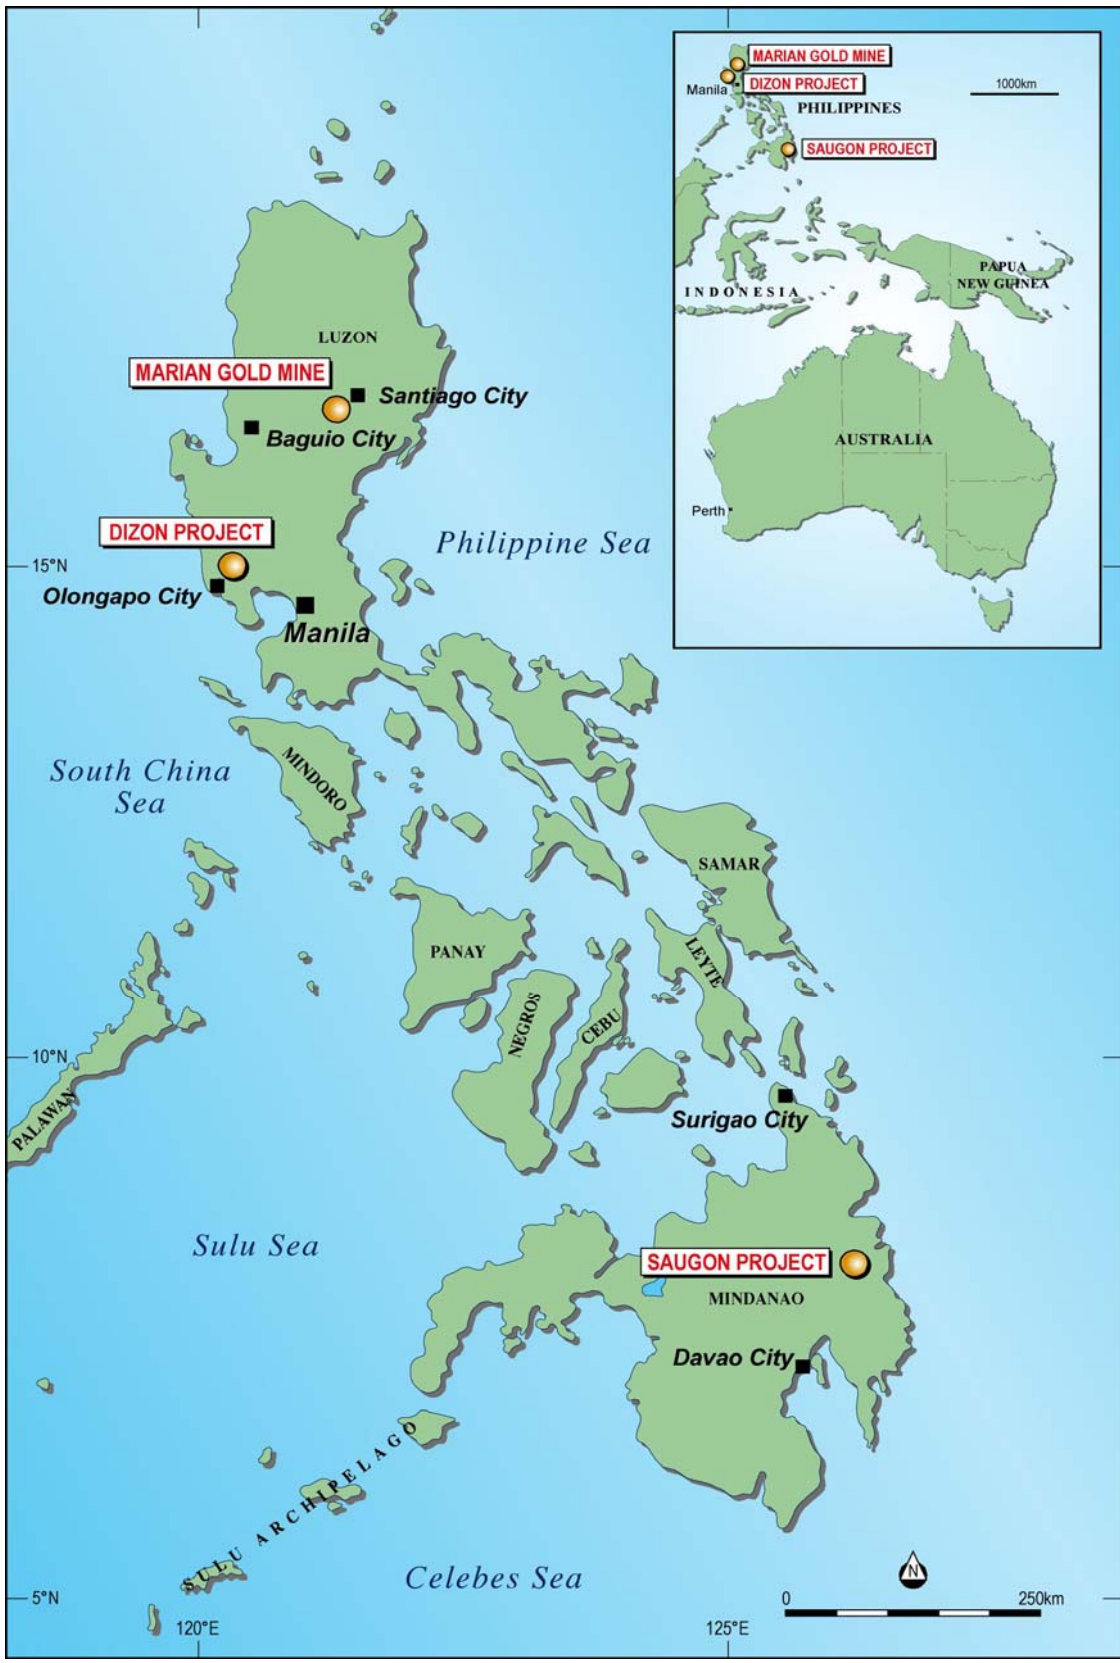 MARIAN GOLD MINE
DIZON PROJECT
Manila
1000km
PHILIPPINES
SAUGON PROJECT
PAPUA
NEW GUINEA
INDONESIA
AUSTRALIA
Perth
LUZON
MARIAN GOLD MINE
Santiago City
Baguio City
DIZON PROJECT
Philippine Sea
15°N
Olongapo City
Manila
South China
Sea
MINDORO
SAMAR
PANAY
LEYTE
NEGROS
CEBU
10°N
PALAWAN
Surigao City
Sulu Sea
SAUGON PROJECT
MINDANAO
Davao City
SULU ARCHIPELAGO
Celebes Sea
N
5°N
0
250km
120°E
125°E